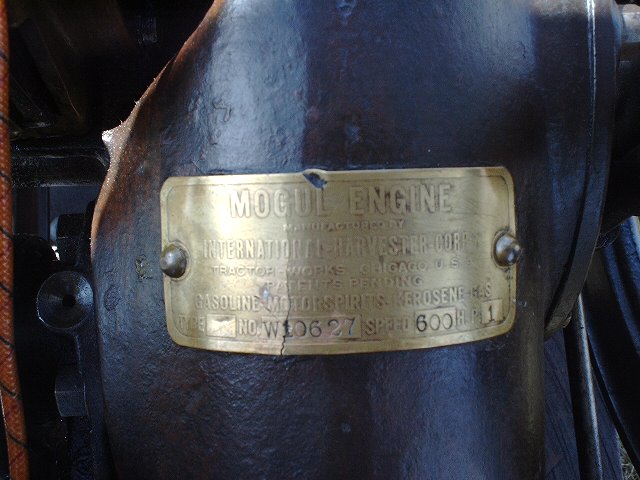 MOGUL ENGINE
MANUFACTURED BY
INTERNATIONAL HARVESTER CORP
TRACTOR WORKS CHICAGO U.S.A.
PATENTS PENDING
GASOLINE-MOTORSPIRITS-KEROSENE-GAS
TYPE NO. W10627 SPEED 600 H.P. 1